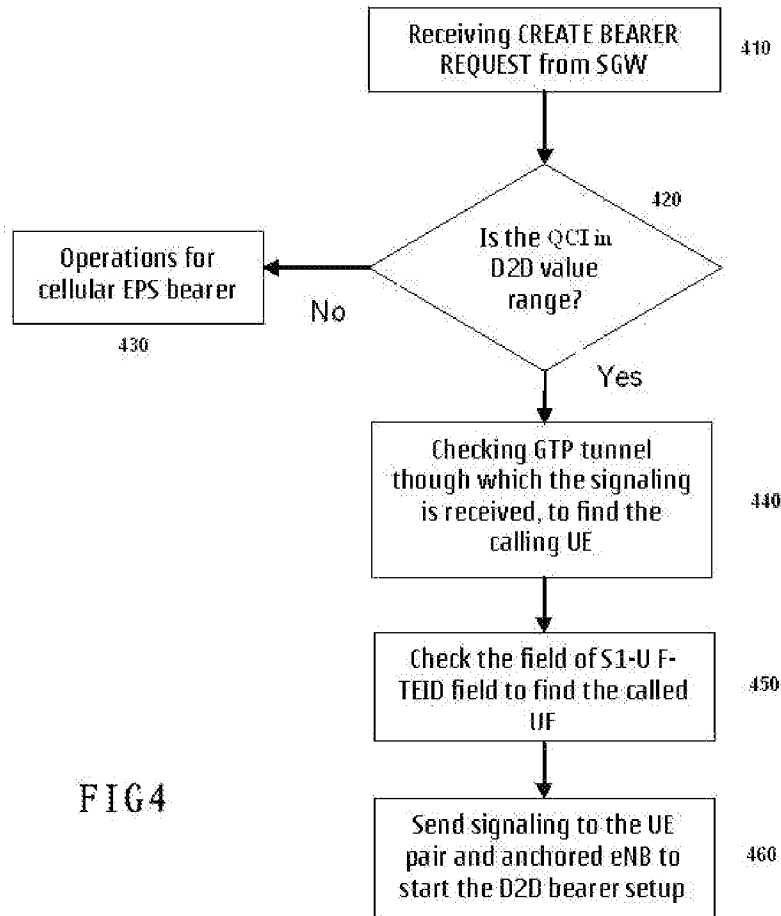 Receiving CREATE BEARER
REQUEST from SGW
410
420
Is the QCI in
D2D value
range?
Operations for
cellular EPS bearer
No
430
Yes
Checking GTP tunnel
though which the signaling
is received, to find the
calling UE
440
Check the field of S1-U F-
TEID field to find the called
UF
450
FIG4
Send signaling to the UE
pair and anchored eNB to
start the D2D bearer setup
460